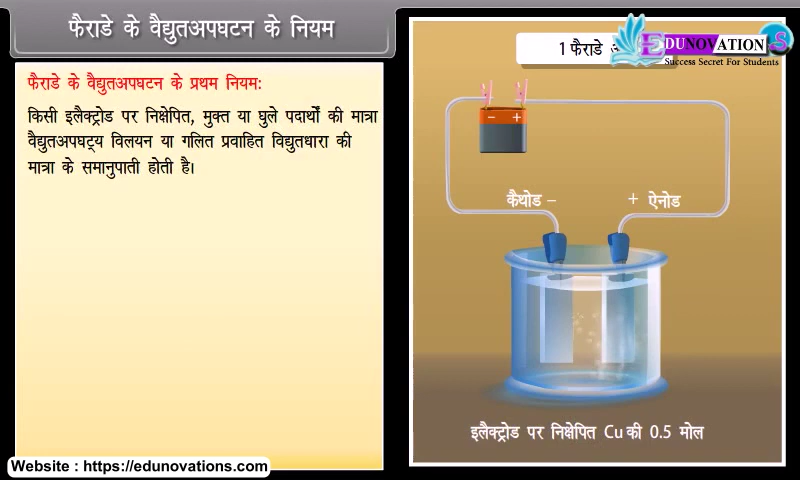 फैराडे के वैद्युतअपघटन के नियम
फैराडे के वैद्युतअपघटन के प्रथम नियम:
किसी इलैक्ट्रोड पर निक्षेपित, मुक्त या घुले पदार्थों की मात्रा
वैद्युतअपघट्य विलयन या गलित प्रवाहित विद्युतधारा की
मात्रा के समानुपाती होती है।
1 फैराडे
EDUNOVATION S
Success Secret For Students
− +
कैथोड − + ऐनोड
इलैक्ट्रोड पर निक्षेपित Cu की 0.5 मोल
Website : https://edunovations.com